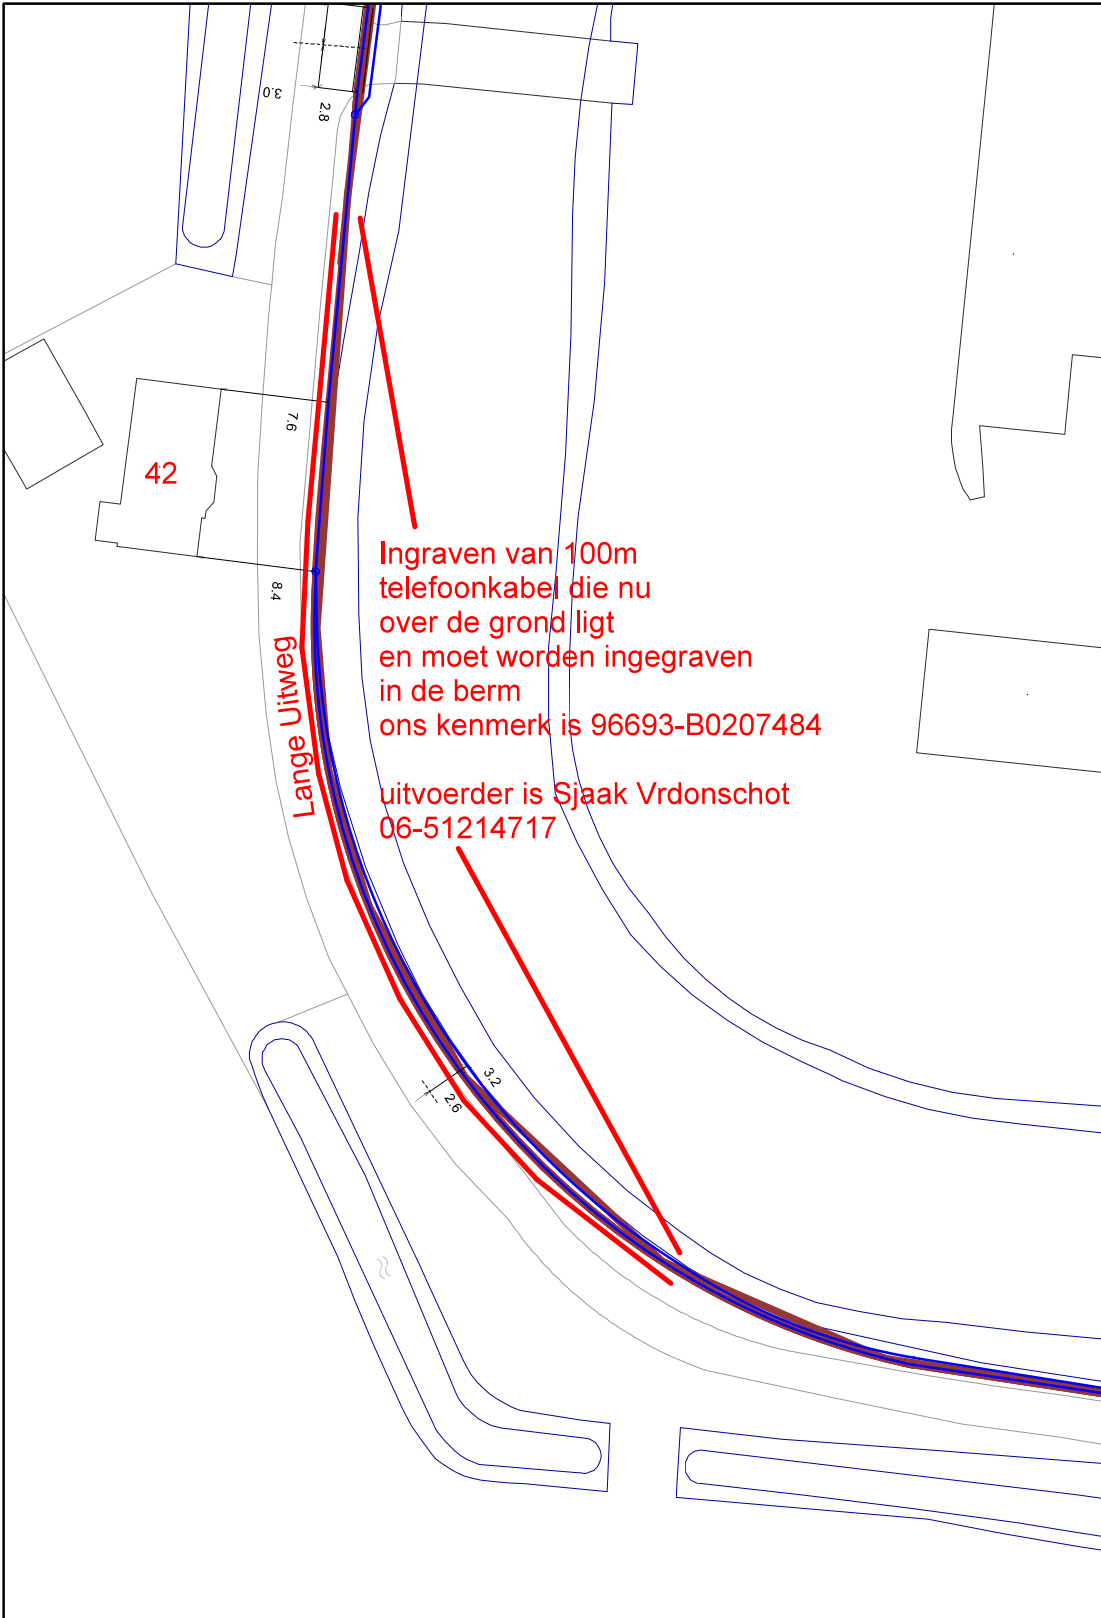 3.0
2.8
7.6
42
8.4
Ingraven van 100m
telefoonkabel die nu
over de grond ligt
en moet worden ingegraven
in de berm
ons kenmerk is 96693-B0207484
Lange Uitweg
uitvoerder is Sjaak Vrdonschot
06-51214717
3.2
2.6